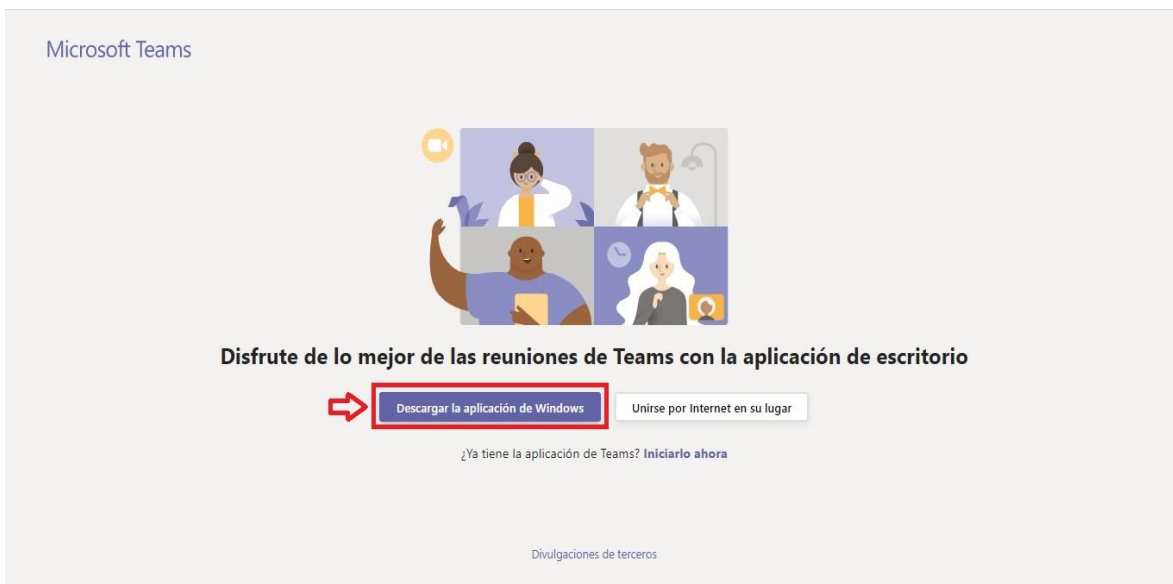 Microsoft Teams
Disfrute de lo mejor de las reuniones de Teams con la aplicación de escritorio
Descargar la aplicación de Windows
Unirse por Internet en su lugar
¿Ya tiene la aplicación de Teams? Iniciarlo ahora
Divulgaciones de terceros